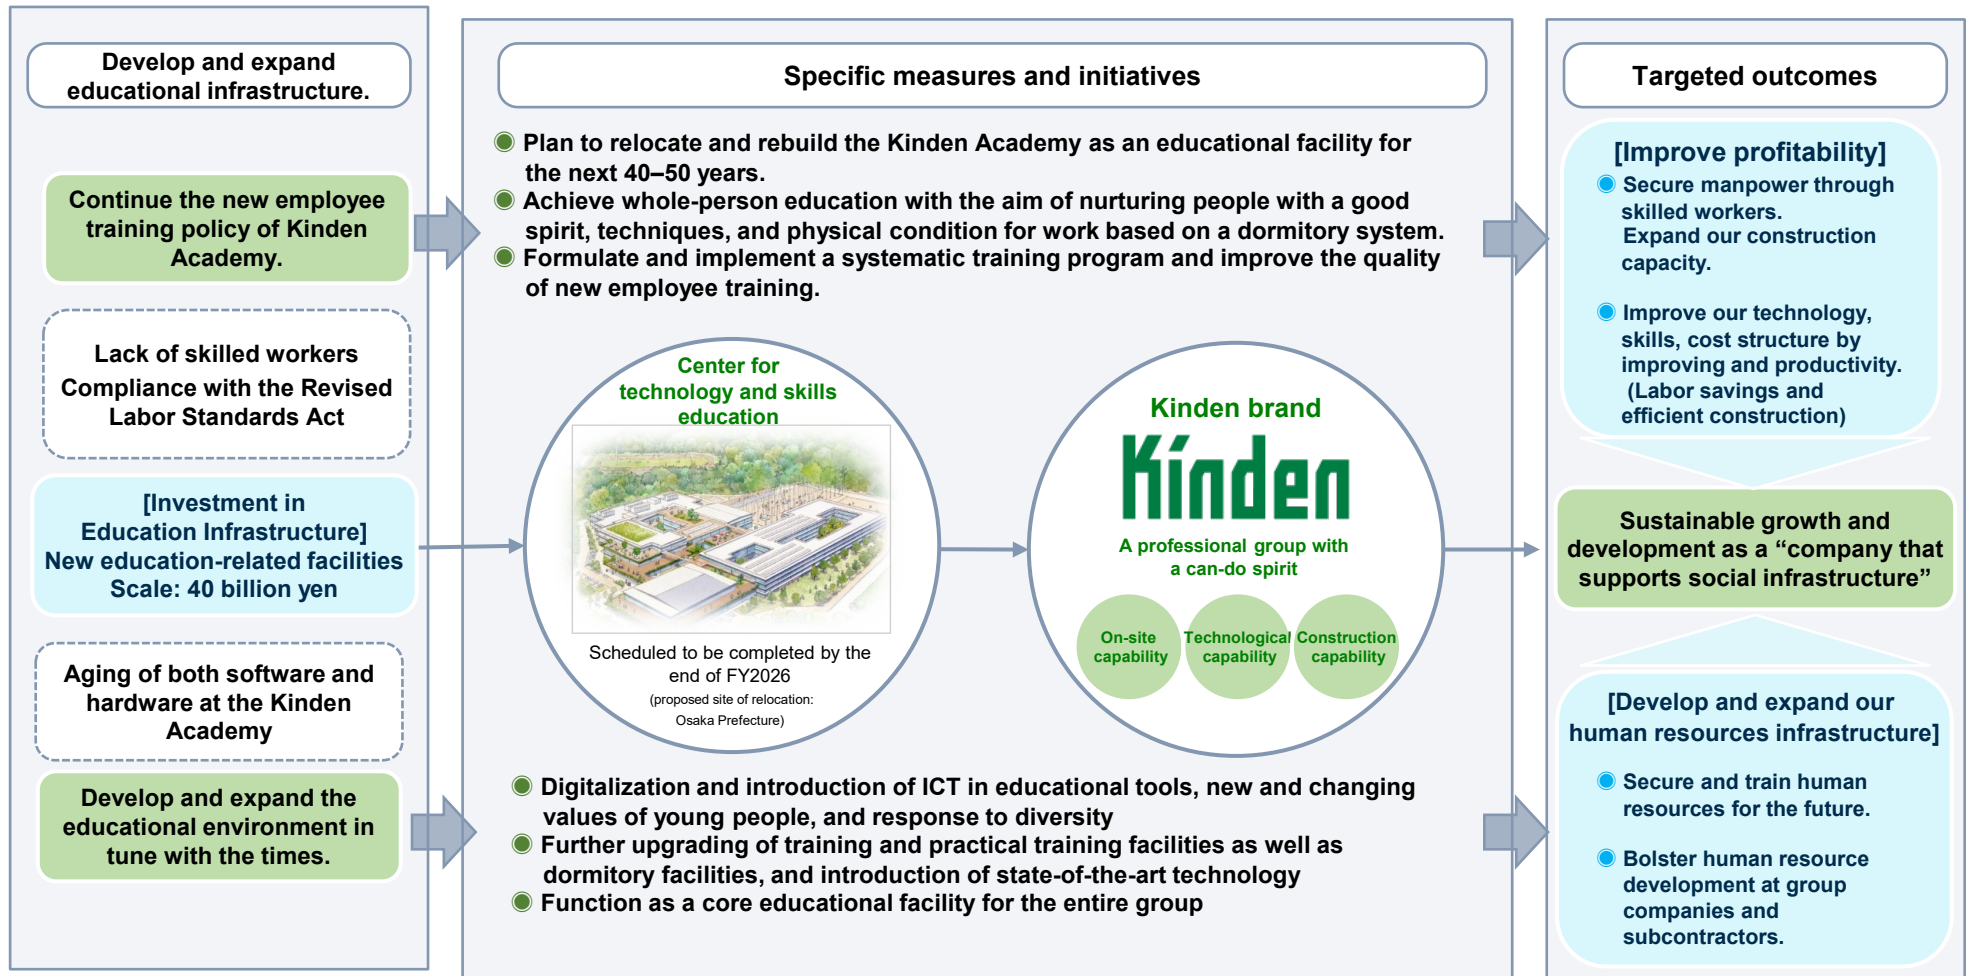 Develop and expand
educational infrastructure.
Continue the new employee
training policy of Kinden
Academy.
Lack of skilled workers
Compliance with the Revised
Labor Standards Act
[Investment in
Education Infrastructure]
New education-related facilities
Scale: 40 billion yen
Aging of both software and
hardware at the Kinden
Academy
Develop and expand the
educational environment in
tune with the times.
Specific measures and initiatives
Plan to relocate and rebuild the Kinden Academy as an educational facility for
the next 40–50 years.
Achieve whole-person education with the aim of nurturing people with a good
spirit, techniques, and physical condition for work based on a dormitory system.
Formulate and implement a systematic training program and improve the quality
of new employee training.
Center for
technology and skills
education
Scheduled to be completed by the
end of FY2026
(proposed site of relocation:
Osaka Prefecture)
Kinden brand
Kinden
A professional group with
a can-do spirit
On-site
capability
Technological
capability
Construction
capability
Digitalization and introduction of ICT in educational tools, new and changing
values of young people, and response to diversity
Further upgrading of training and practical training facilities as well as
dormitory facilities, and introduction of state-of-the-art technology
Function as a core educational facility for the entire group
Targeted outcomes
[Improve profitability]
Secure manpower through
skilled workers.
Expand our construction
capacity.
Improve our technology,
skills, cost structure by
improving and productivity.
(Labor savings and
efficient construction)
Sustainable growth and
development as a “company that
supports social infrastructure”
[Develop and expand our
human resources infrastructure]
Secure and train human
resources for the future.
Bolster human resource
development at group
companies and
subcontractors.